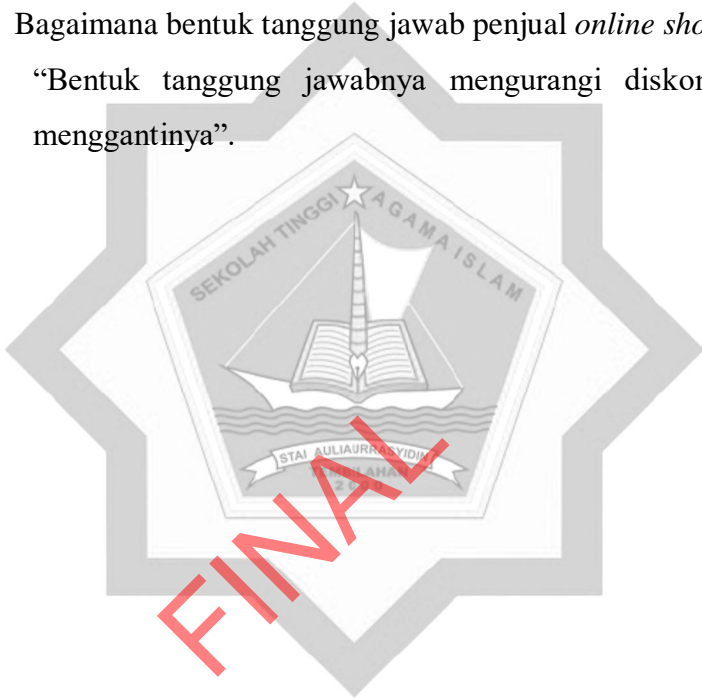 Bagaimana bentuk tanggung jawab penjual online sho
“Bentuk tanggung jawabnya mengurangi diskon
menggantinya”.
SEKOLAH TINGGI AGAMA ISLAM
STAI AULIAURRASYIDIN
TEMBILAHAN
FINAL